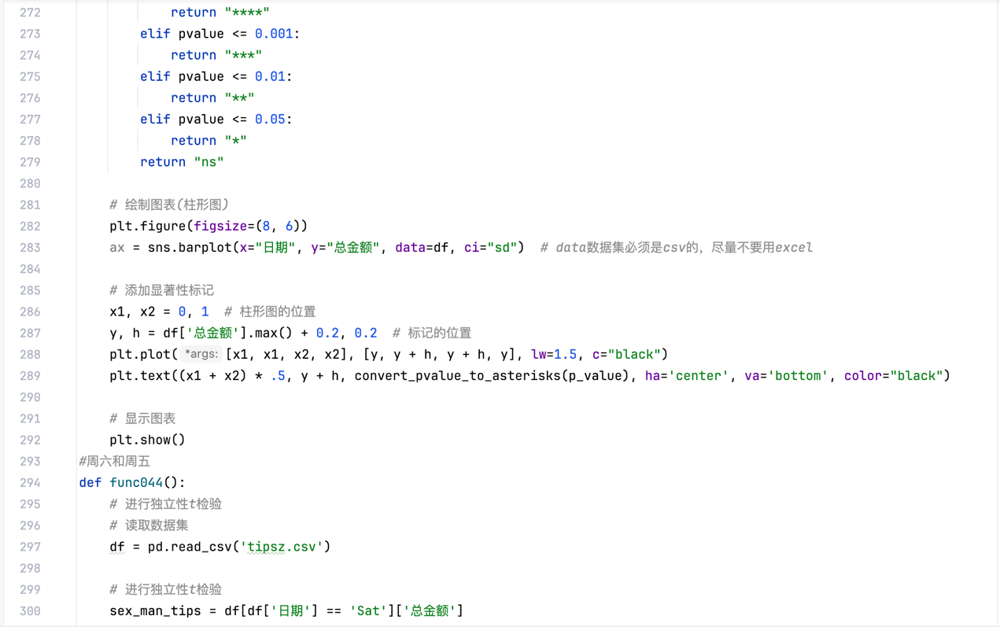 272 return "****"
273 elif pvalue <= 0.001:
274 return "***"
275 elif pvalue <= 0.01:
276 return "**"
277 elif pvalue <= 0.05:
278 return "*"
279 return "ns"
280
281 # 绘制图表(柱形图)
282 plt.figure(figsize=(8, 6))
283 ax = sns.barplot(x="日期", y="总金额", data=df, ci="sd")  # data数据集必须是csv的，尽量不要用excel
284
285 # 添加显著性标记
286 x1, x2 = 0, 1  # 柱形图的位置
287 y, h = df['总金额'].max() + 0.2, 0.2  # 标记的位置
288 plt.plot( *args: [x1, x1, x2, x2], [y, y + h, y + h, y], lw=1.5, c="black")
289 plt.text((x1 + x2) * .5, y + h, convert_pvalue_to_asterisks(p_value), ha='center', va='bottom', color="black")
290
291 # 显示图表
292 plt.show()
293 #周六和周五
294 def func044():
295 # 进行独立性t检验
296 # 读取数据集
297 df = pd.read_csv('tipsz.csv')
298
299 # 进行独立性t检验
300 sex_man_tips = df[df['日期'] == 'Sat']['总金额']